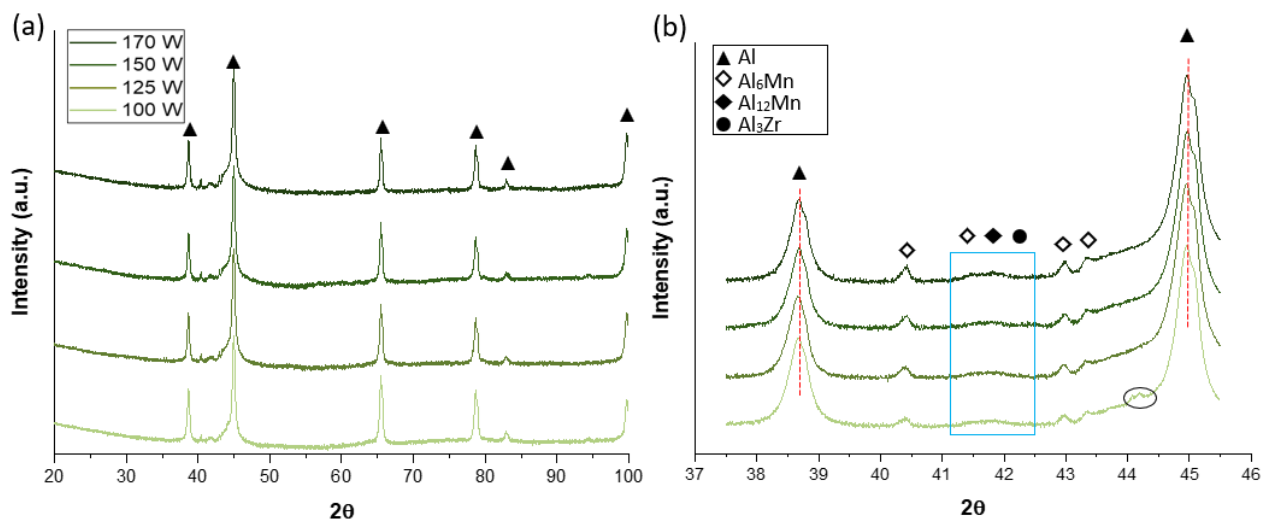 (a)
170 W
150 W
125 W
100 W
Intensity (a.u.)
20 30 40 50 60 70 80 90 100
2θ
(b)
Al
Al₆Mn
Al₁₂Mn
Al₃Zr
Intensity (a.u.)
37 38 39 40 41 42 43 44 45 46
2θ